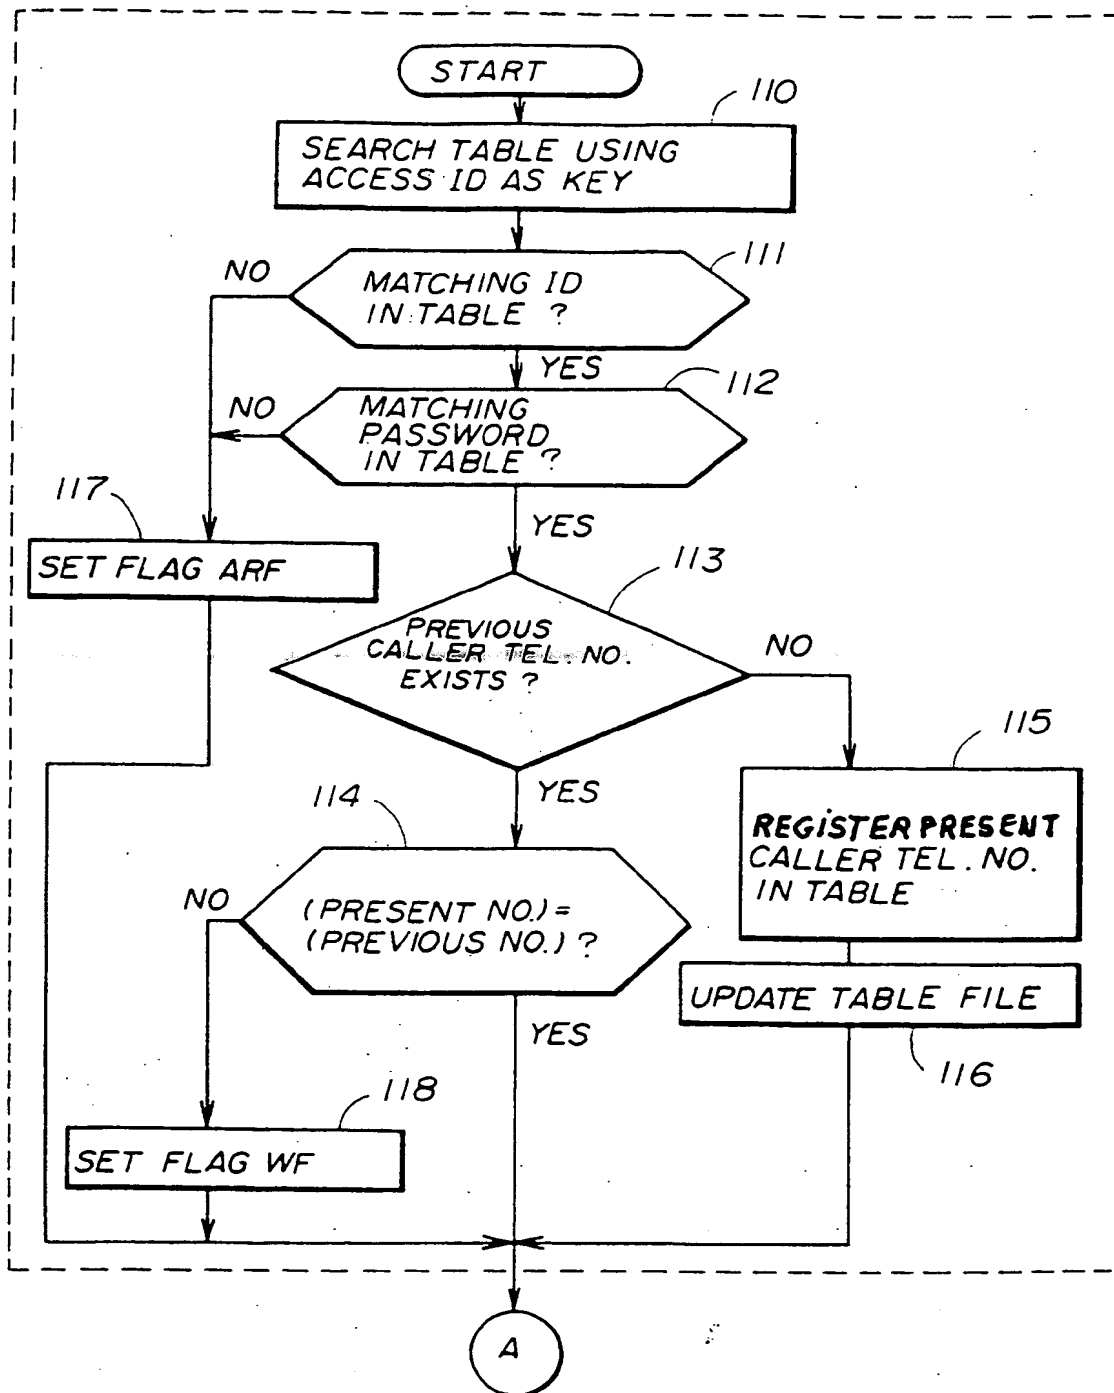 START
110
SEARCH TABLE USING
ACCESS ID AS KEY
111
NO
MATCHING ID
IN TABLE ?
YES
112
NO
MATCHING
PASSWORD
IN TABLE ?
117
YES
SET FLAG ARF
113
PREVIOUS
CALLER TEL. NO.
EXISTS ?
NO
115
YES
114
REGISTER PRESENT
CALLER TEL. NO.
IN TABLE
NO
(PRESENT NO.) =
(PREVIOUS NO.) ?
UPDATE TABLE FILE
YES
116
118
SET FLAG WF
A